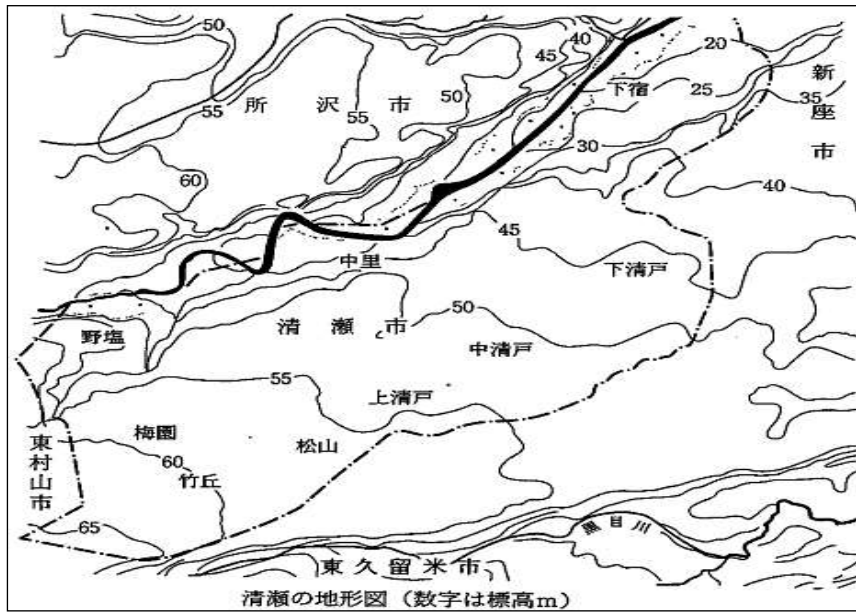 50
40
45
20
新座市
50
下宿
25
35
55
所沢市
55
30
60
40
45
中里
下清戸
50
清瀬市
野塩
中清戸
55
上清戸
梅園
松山
東村山市
60
竹丘
65
黒目川
東久留米市
清瀬の地形図（数字は標高m）